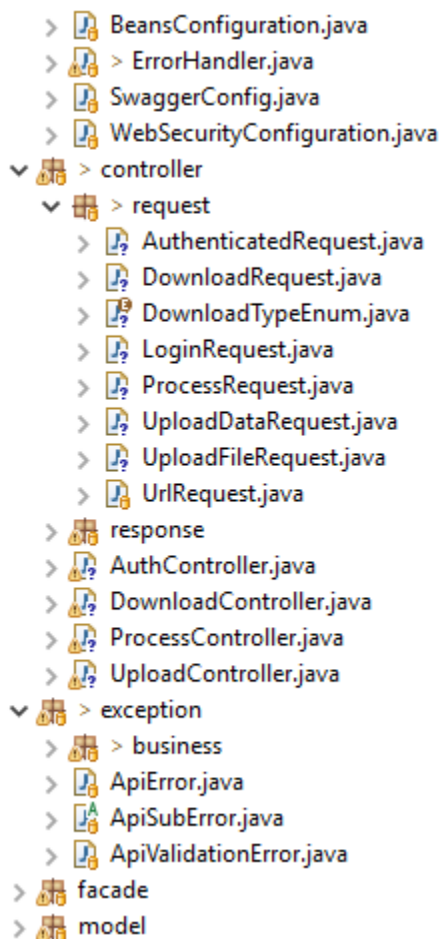 BeansConfiguration.java
> ErrorHandler.java
SwaggerConfig.java
WebSecurityConfiguration.java
> controller
> request
AuthenticatedRequest.java
DownloadRequest.java
DownloadTypeEnum.java
LoginRequest.java
ProcessRequest.java
UploadDataRequest.java
UploadFileRequest.java
UrlRequest.java
response
AuthController.java
DownloadController.java
ProcessController.java
UploadController.java
> exception
> business
ApiError.java
ApiSubError.java
ApiValidationError.java
facade
model